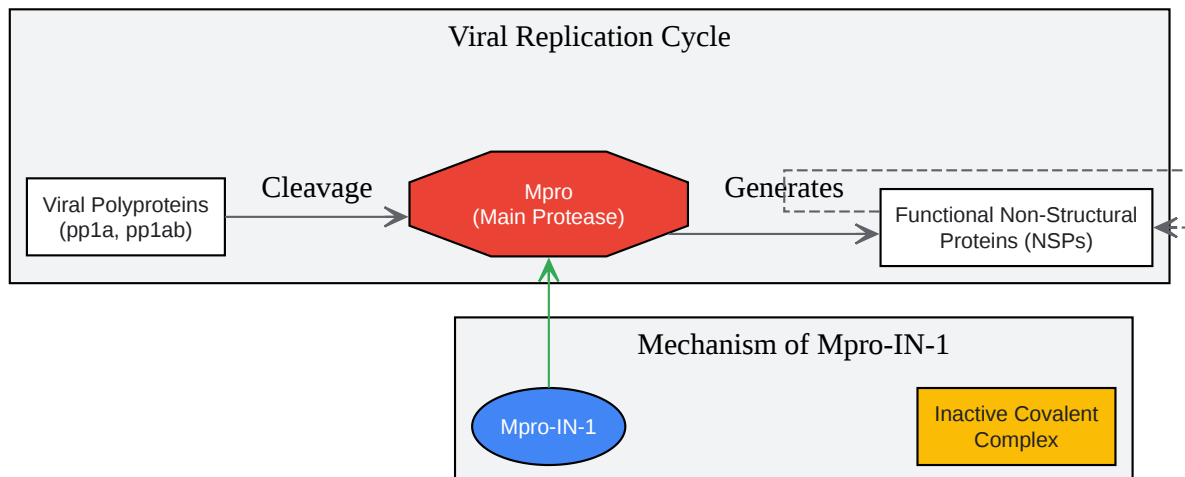 Viral Replication Cycle
Cleavage
Generates
Viral Polyproteins
(pp1a, pp1ab)
Mpro
(Main Protease)
Functional Non-Structural
Proteins (NSPs)
Mechanism of Mpro-IN-1
Mpro-IN-1
Inactive Covalent
Complex